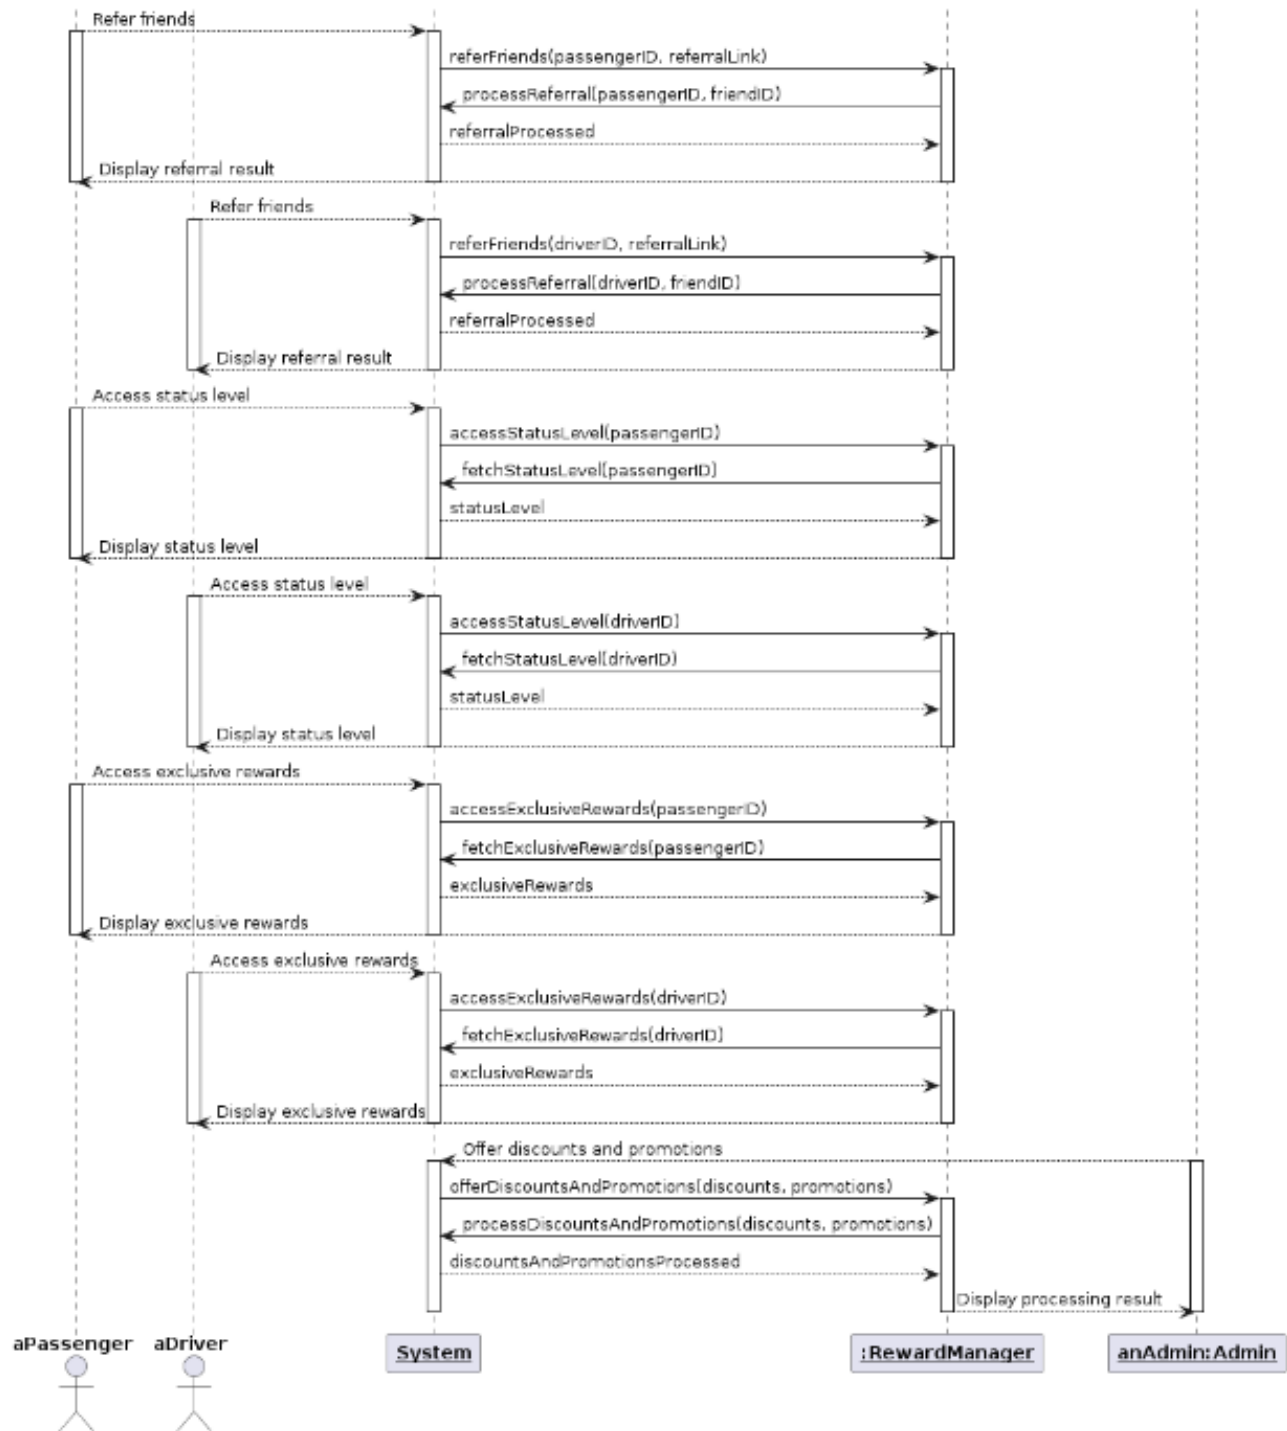 Refer friends
referFriends(passengerID, referralLink)
processReferral(passengerID, friendID)
referralProcessed
Display referral result
Refer friends
referFriends(driverID, referralLink)
processReferral(driverID, friendID)
referralProcessed
Display referral result
Access status level
accessStatusLevel(passengerID)
fetchStatusLevel(passengerID)
statusLevel
Display status level
Access status level
accessStatusLevel(driverID)
fetchStatusLevel(driverID)
statusLevel
Display status level
Access exclusive rewards
accessExclusiveRewards(passengerID)
fetchExclusiveRewards(passengerID)
exclusiveRewards
Display exclusive rewards
Access exclusive rewards
accessExclusiveRewards(driverID)
fetchExclusiveRewards(driverID)
exclusiveRewards
Display exclusive rewards
Offer discounts and promotions
offerDiscountsAndPromotions(discounts, promotions)
processDiscountsAndPromotions(discounts, promotions)
discountsAndPromotionsProcessed
Display processing result
aPassenger aDriver System :RewardManager anAdmin:Admin